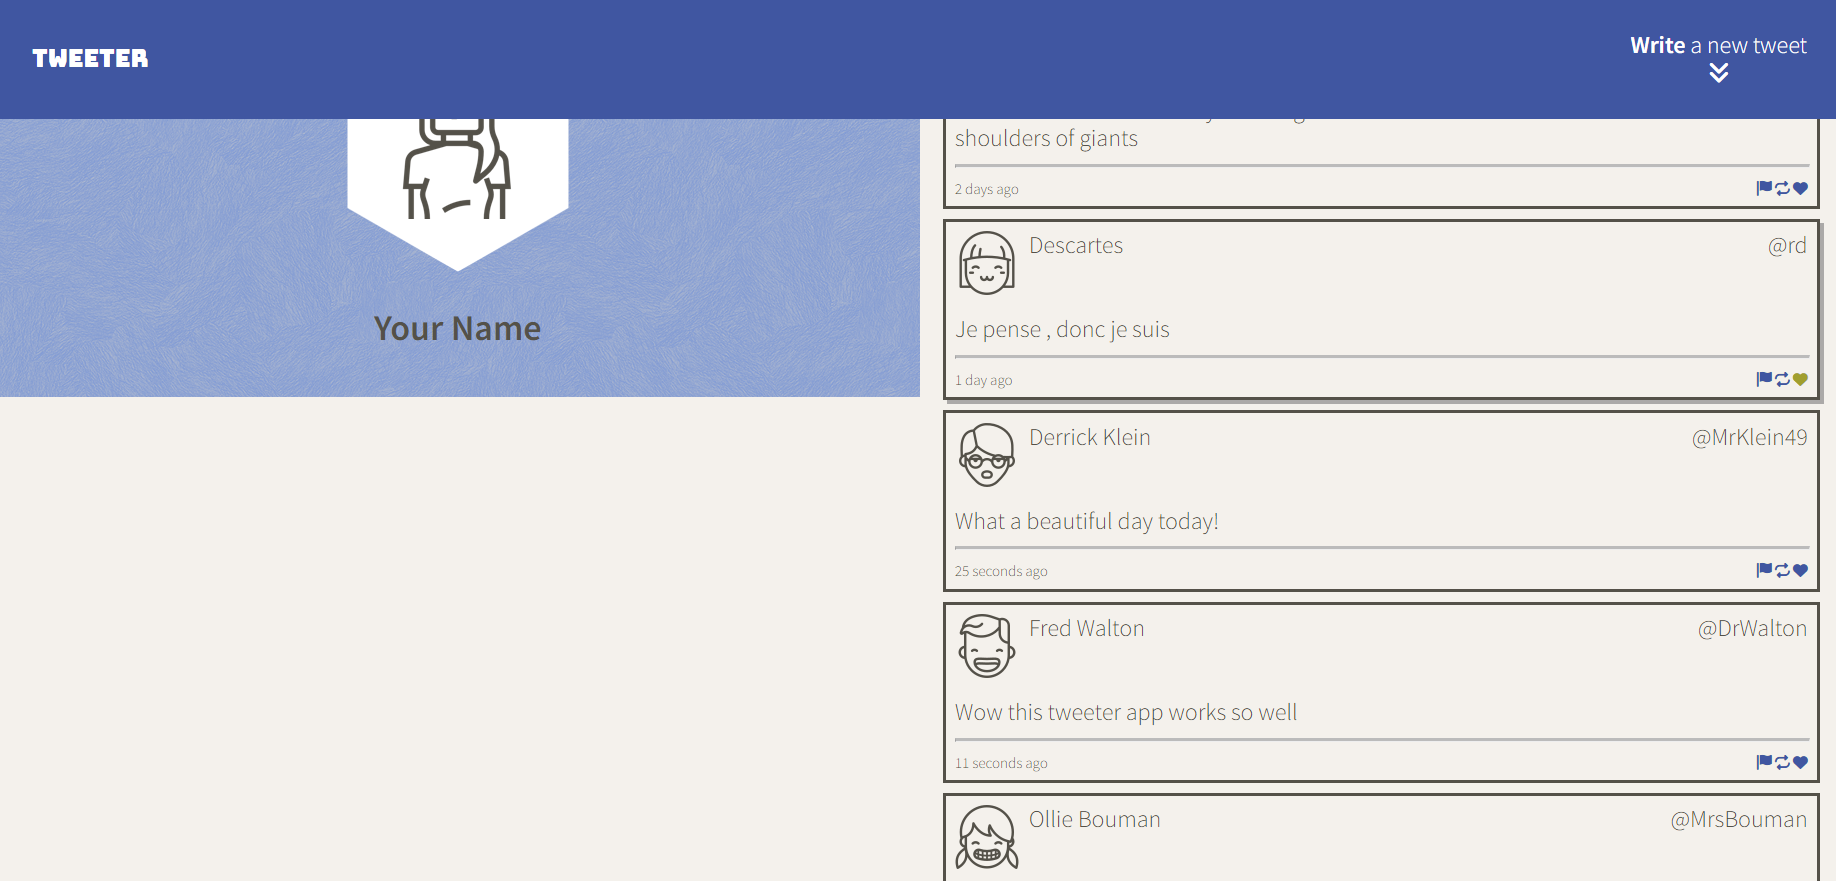 TWEETER
Write a new tweet
Your Name
shoulders of giants
2 days ago
Descartes
@rd
Je pense , donc je suis
1 day ago
Derrick Klein
@MrKlein49
What a beautiful day today!
25 seconds ago
Fred Walton
@DrWalton
Wow this tweeter app works so well
11 seconds ago
Ollie Bouman
@MrsBouman